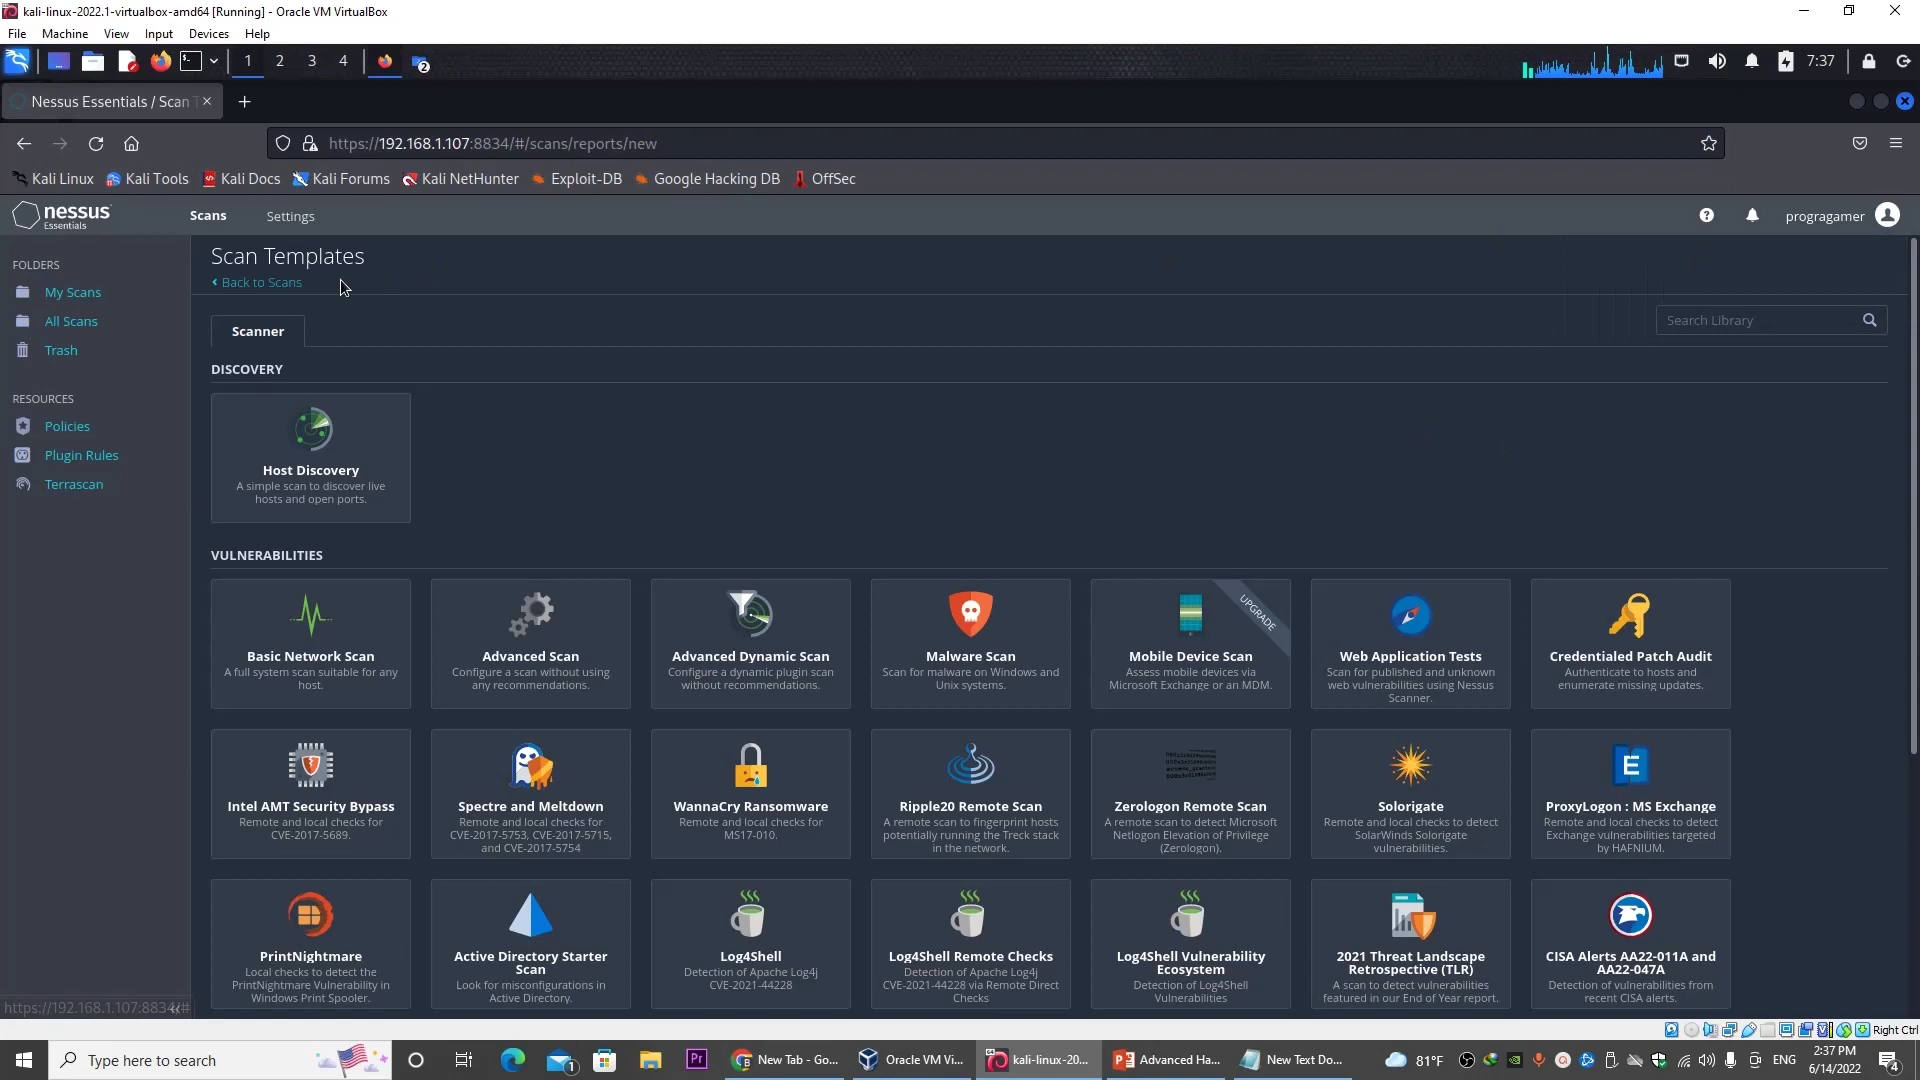 kali-linux-2022.1-virtualbox-amd64 [Running] - Oracle VM VirtualBox
File Machine View Input Devices Help
1 2 3 4 2 7:37
Nessus Essentials / Scan T
https://192.168.1.107:8834/#/scans/reports/new
Kali Linux Kali Tools Kali Docs Kali Forums Kali NetHunter Exploit-DB Google Hacking DB OffSec
nessus Essentials Scans Settings progragamer
FOLDERS
My Scans
All Scans
Trash
RESOURCES
Policies
Plugin Rules
Terrascan
Scan Templates
Back to Scans
Scanner
Search Library
DISCOVERY
Host Discovery
A simple scan to discover live
hosts and open ports.
VULNERABILITIES
Basic Network Scan
A full system scan suitable for any
host.
Advanced Scan
Configure a scan without using
any recommendations.
Advanced Dynamic Scan
Configure a dynamic plugin scan
without recommendations.
Malware Scan
Scan for malware on Windows and
Unix systems.
UPGRADE
Mobile Device Scan
Assess mobile devices via
Microsoft Exchange or an MDM.
Web Application Tests
Scan for published and unknown
web vulnerabilities using Nessus
Scanner.
Credentialed Patch Audit
Authenticate to hosts and
enumerate missing updates.
Intel AMT Security Bypass
Remote and local checks for
CVE-2017-5689.
Spectre and Meltdown
Remote and local checks for
CVE-2017-5753, CVE-2017-5715,
and CVE-2017-5754
WannaCry Ransomware
Remote and local checks for
MS17-010.
Ripple20 Remote Scan
A remote scan to fingerprint hosts
potentially running the Treck stack
in the network.
Zerologon Remote Scan
A remote scan to detect Microsoft
Netlogon Elevation of Privilege
(Zerologon).
Solorigate
Remote and local checks to detect
SolarWinds Solorigate
vulnerabilities.
E
ProxyLogon : MS Exchange
Remote and local checks to detect
Exchange vulnerabilities targeted
by HAFNIUM.
PrintNightmare
Local checks to detect the
PrintNightmare Vulnerability in
Windows Print Spooler.
Active Directory Starter
Scan
Look for misconfigurations in
Active Directory.
Log4Shell
Detection of Apache Log4j
CVE-2021-44228
Log4Shell Remote Checks
Detection of Apache Log4j
CVE-2021-44228 via Remote Direct
Checks
Log4Shell Vulnerability
Ecosystem
Detection of Log4Shell
Vulnerabilities
2021 Threat Landscape
Retrospective (TLR)
A scan to detect vulnerabilities
featured in our End of Year report.
CISA Alerts AA22-011A and
AA22-047A
Detection of vulnerabilities from
recent CISA alerts.
https://192.168.1.107:8834/#
Right Ctrl
Type here to search 1 Pr New Tab - Go... Oracle VM Vi... kali-linux-20... Advanced Ha... New Text Do... 81°F ENG 2:37 PM
6/14/2022 4